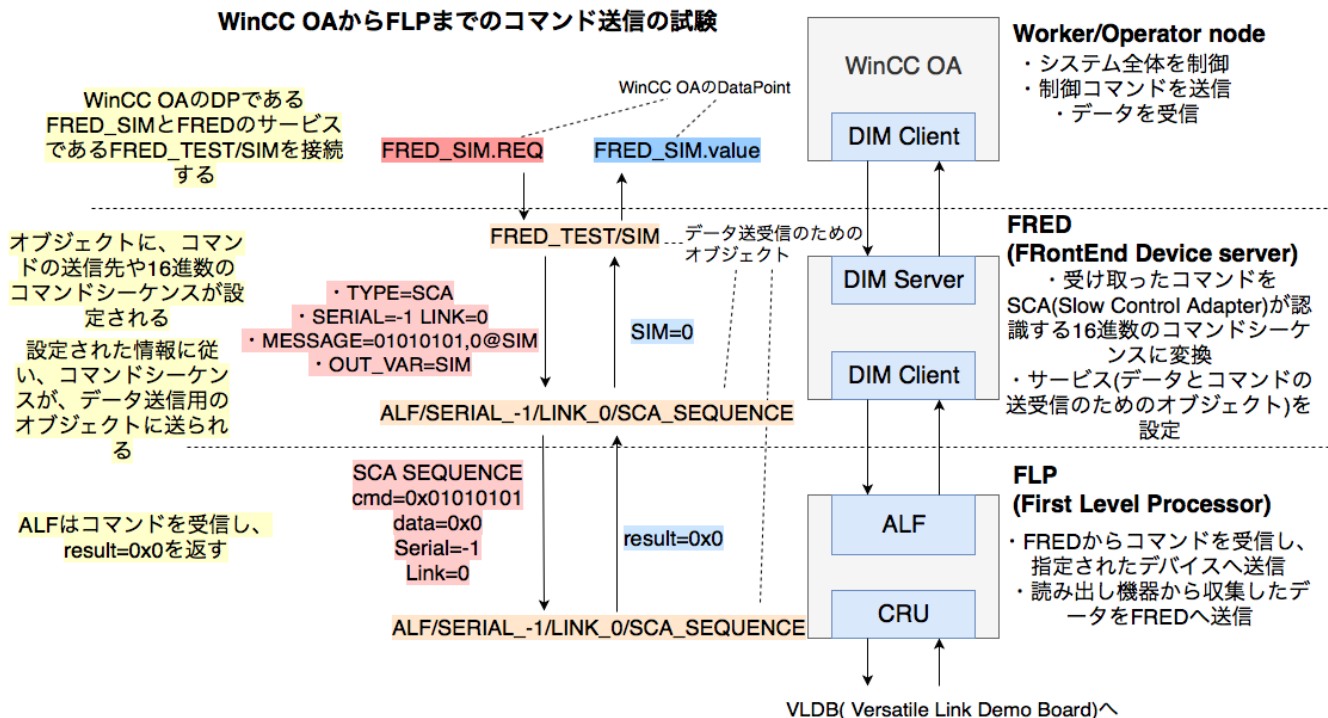 WinCC OAからFLPまでのコマンド送信の試験
WinCC OAのDPである
FRED_SIMとFREDのサービス
であるFRED_TEST/SIMを接続
する
WinCC OAのDataPoint
FRED_SIM.REQ
FRED_SIM.value
WinCC OA
DIM Client
Worker/Operator node
・システム全体を制御
・制御コマンドを送信
・データを受信
オブジェクトに、コマン
ドの送信先や16進数の
コマンドシーケンスが設
定される
設定された情報に従
い、コマンドシーケン
スが、データ送信用の
オブジェクトに送られ
る
FRED_TEST/SIM
データ送受信のための
オブジェクト
・TYPE=SCA
・SERIAL=-1 LINK=0
・MESSAGE=01010101,0@SIM
・OUT_VAR=SIM
SIM=0
ALF/SERIAL_-1/LINK_0/SCA_SEQUENCE
DIM Server
DIM Client
FRED
(FRontEnd Device server)
・受け取ったコマンドを
SCA(Slow Control Adapter)が認
識する16進数のコマンドシーケ
ンスに変換
・サービス(データとコマンドの
送受信のためのオブジェクト)を
設定
ALFはコマンドを受信し、
result=0x0を返す
SCA SEQUENCE
cmd=0x01010101
data=0x0
Serial=-1
Link=0
result=0x0
ALF/SERIAL_-1/LINK_0/SCA_SEQUENCE
ALF
CRU
FLP
(First Level Processor)
・FREDからコマンドを受信し、
指定されたデバイスへ送信
・読み出し機器から収集したデ
ータをFREDへ送信
VLDB( Versatile Link Demo Board)へ